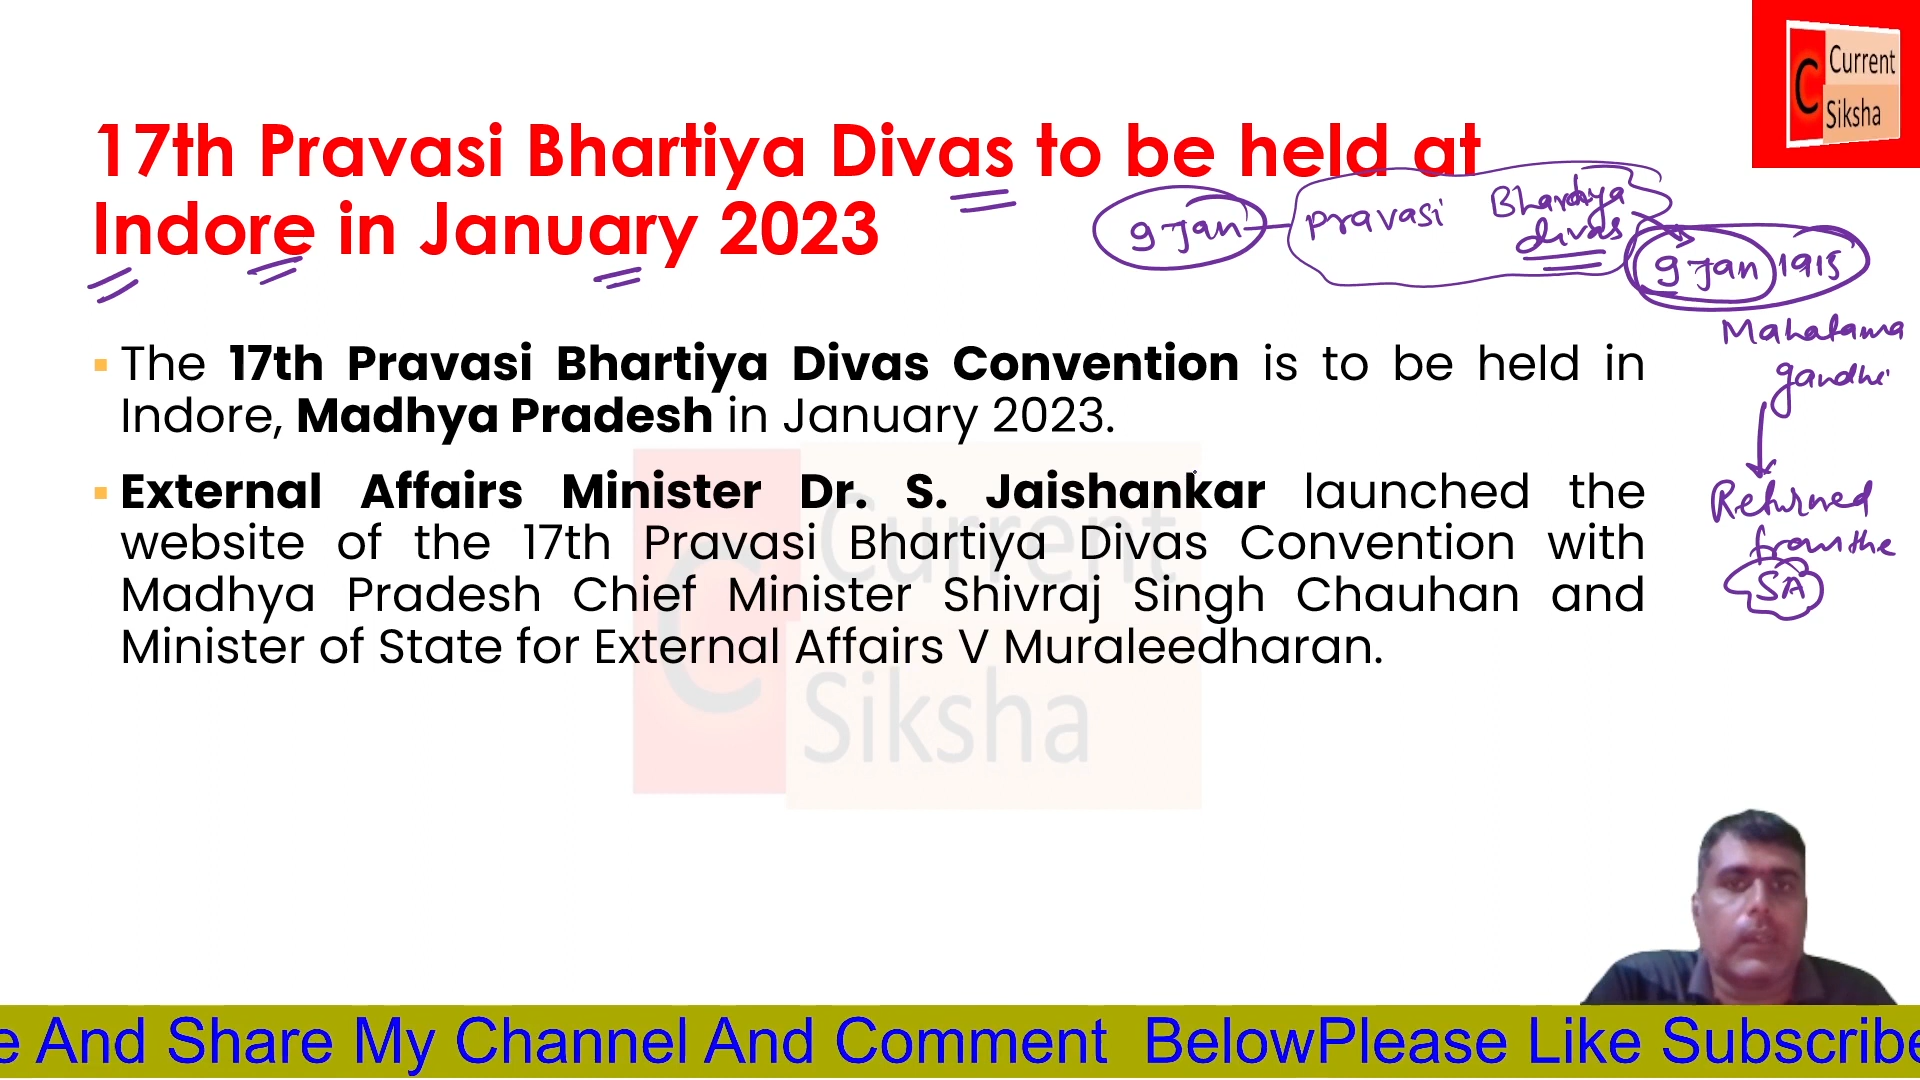 Current
Siksha
17th Pravasi Bhartiya Divas to be held at
Indore in January 2023
9 Jan
pravasi Bhartiya
divas
9 Jan 1915
Mahatama
gandhi
Returned
from the
SA
The 17th Pravasi Bhartiya Divas Convention is to be held in
Indore, Madhya Pradesh in January 2023.
External Affairs Minister Dr. S. Jaishankar launched the
website of the 17th Pravasi Bhartiya Divas Convention with
Madhya Pradesh Chief Minister Shivraj Singh Chauhan and
Minister of State for External Affairs V Muraleedharan.
C Current
Siksha
e And Share My Channel And Comment BelowPlease Like Subscribe